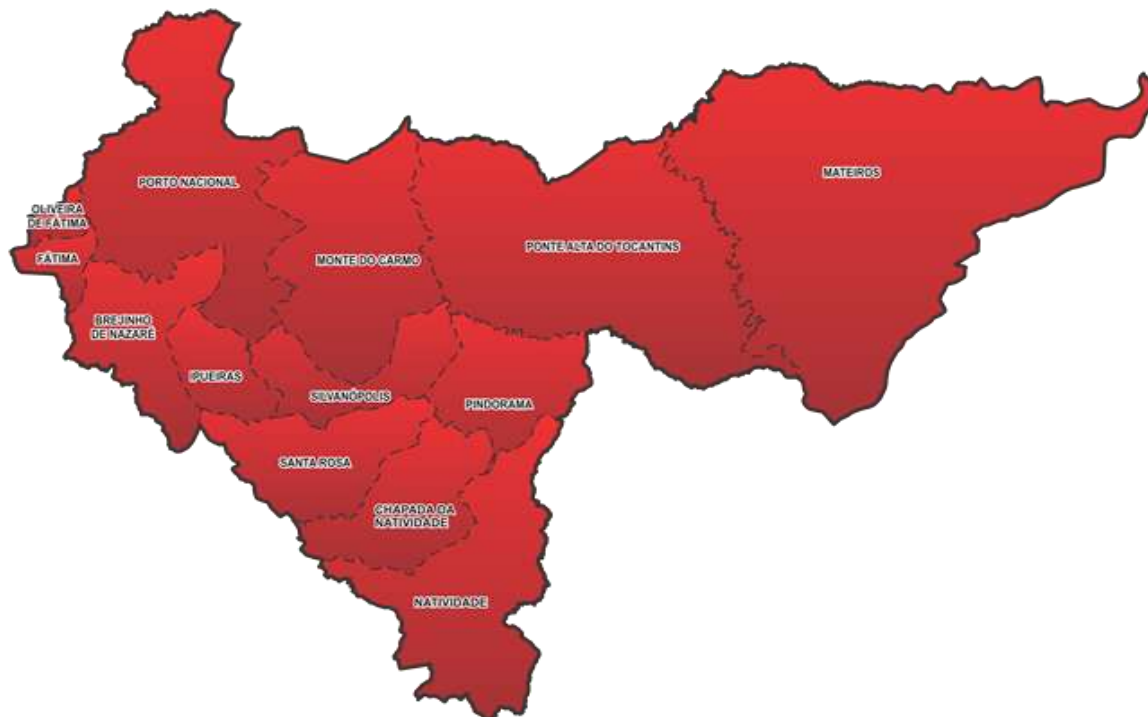 MATEIROS
PORTO NACIONAL
OLIVEIRA
DE FÁTIMA
PONTE ALTA DO TOCANTINS
FÁTIMA
MONTE DO CARMO
BREJINHO
DE NAZARÉ
IPUEIRAS
SILVANÓPOLIS
PINDORAMA
SANTA ROSA
CHAPADA DA
NATIVIDADE
NATIVIDADE